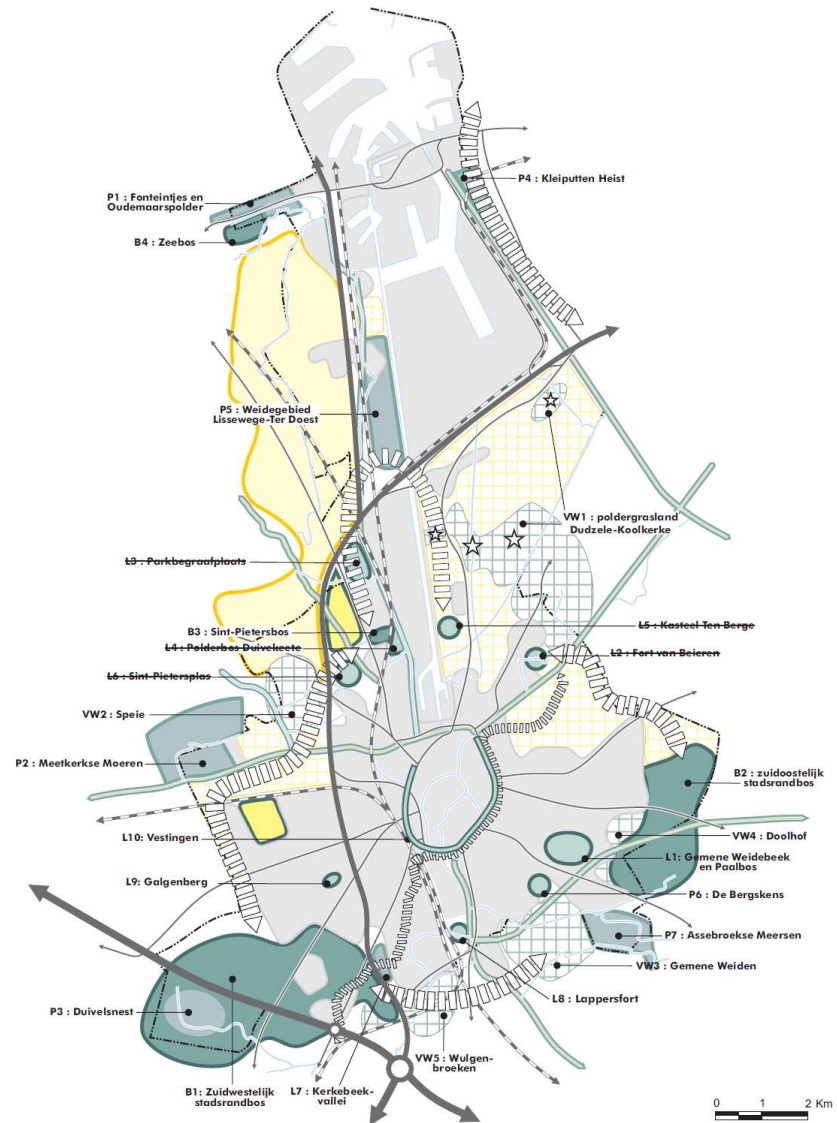 P4 : Kleiputten Heist
P1 : Fonteintjes en
Oudemaarspolder
B4 : Zeebos
P5 : Weidegebied
Lissewege-Ter Doest
VW1 : poldergrasland
Dudzele-Koolkerke
L3 : Parkbegraafplaats
B3 : Sint-Pietersbos
L5 : Kasteel Ten Berge
L4 : Polderbos Duivekeete
L2 : Fort van Beieren
L6 : Sint-Pietersplas
VW2 : Speie
P2 : Meetkerkse Moeren
B2 : zuidoostelijk
stadsrandbos
L10: Vestingen
VW4 : Doolhof
L1: Gemene Weidebeek
en Paalbos
L9: Galgenberg
P6 : De Bergskens
P7 : Assebroekse Meersen
VW3 : Gemene Weiden
L8 : Lappersfort
P3 : Duivelsnest
VW5 : Wulgen-
broeken
B1: Zuidwestelijk
stadsrandbos
L7 : Kerkebeek-
vallei
0 1 2 Km